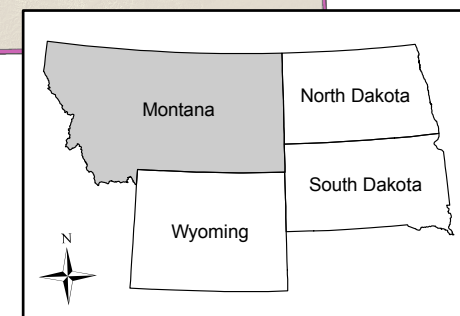 North Dakota
Montana
South Dakota
Wyoming
N